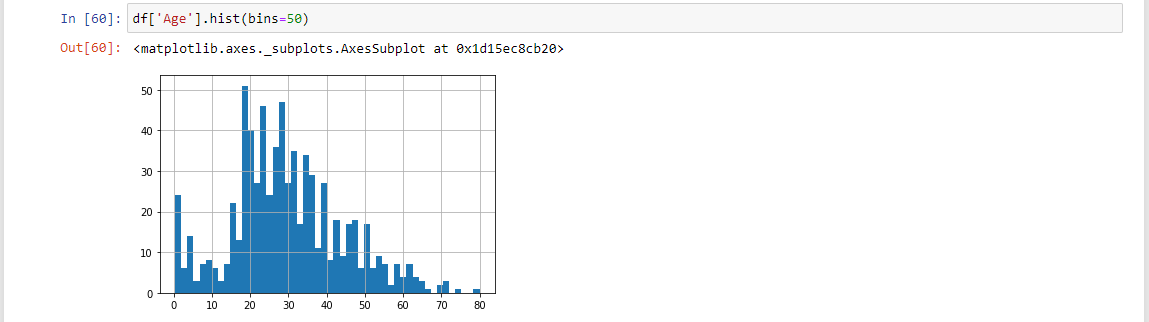 In [60]: df['Age'].hist(bins=50)
Out[60]: <matplotlib.axes._subplots.AxesSubplot at 0x1d15ec8cb20>
50
40
30
20
10
0
0 10 20 30 40 50 60 70 80